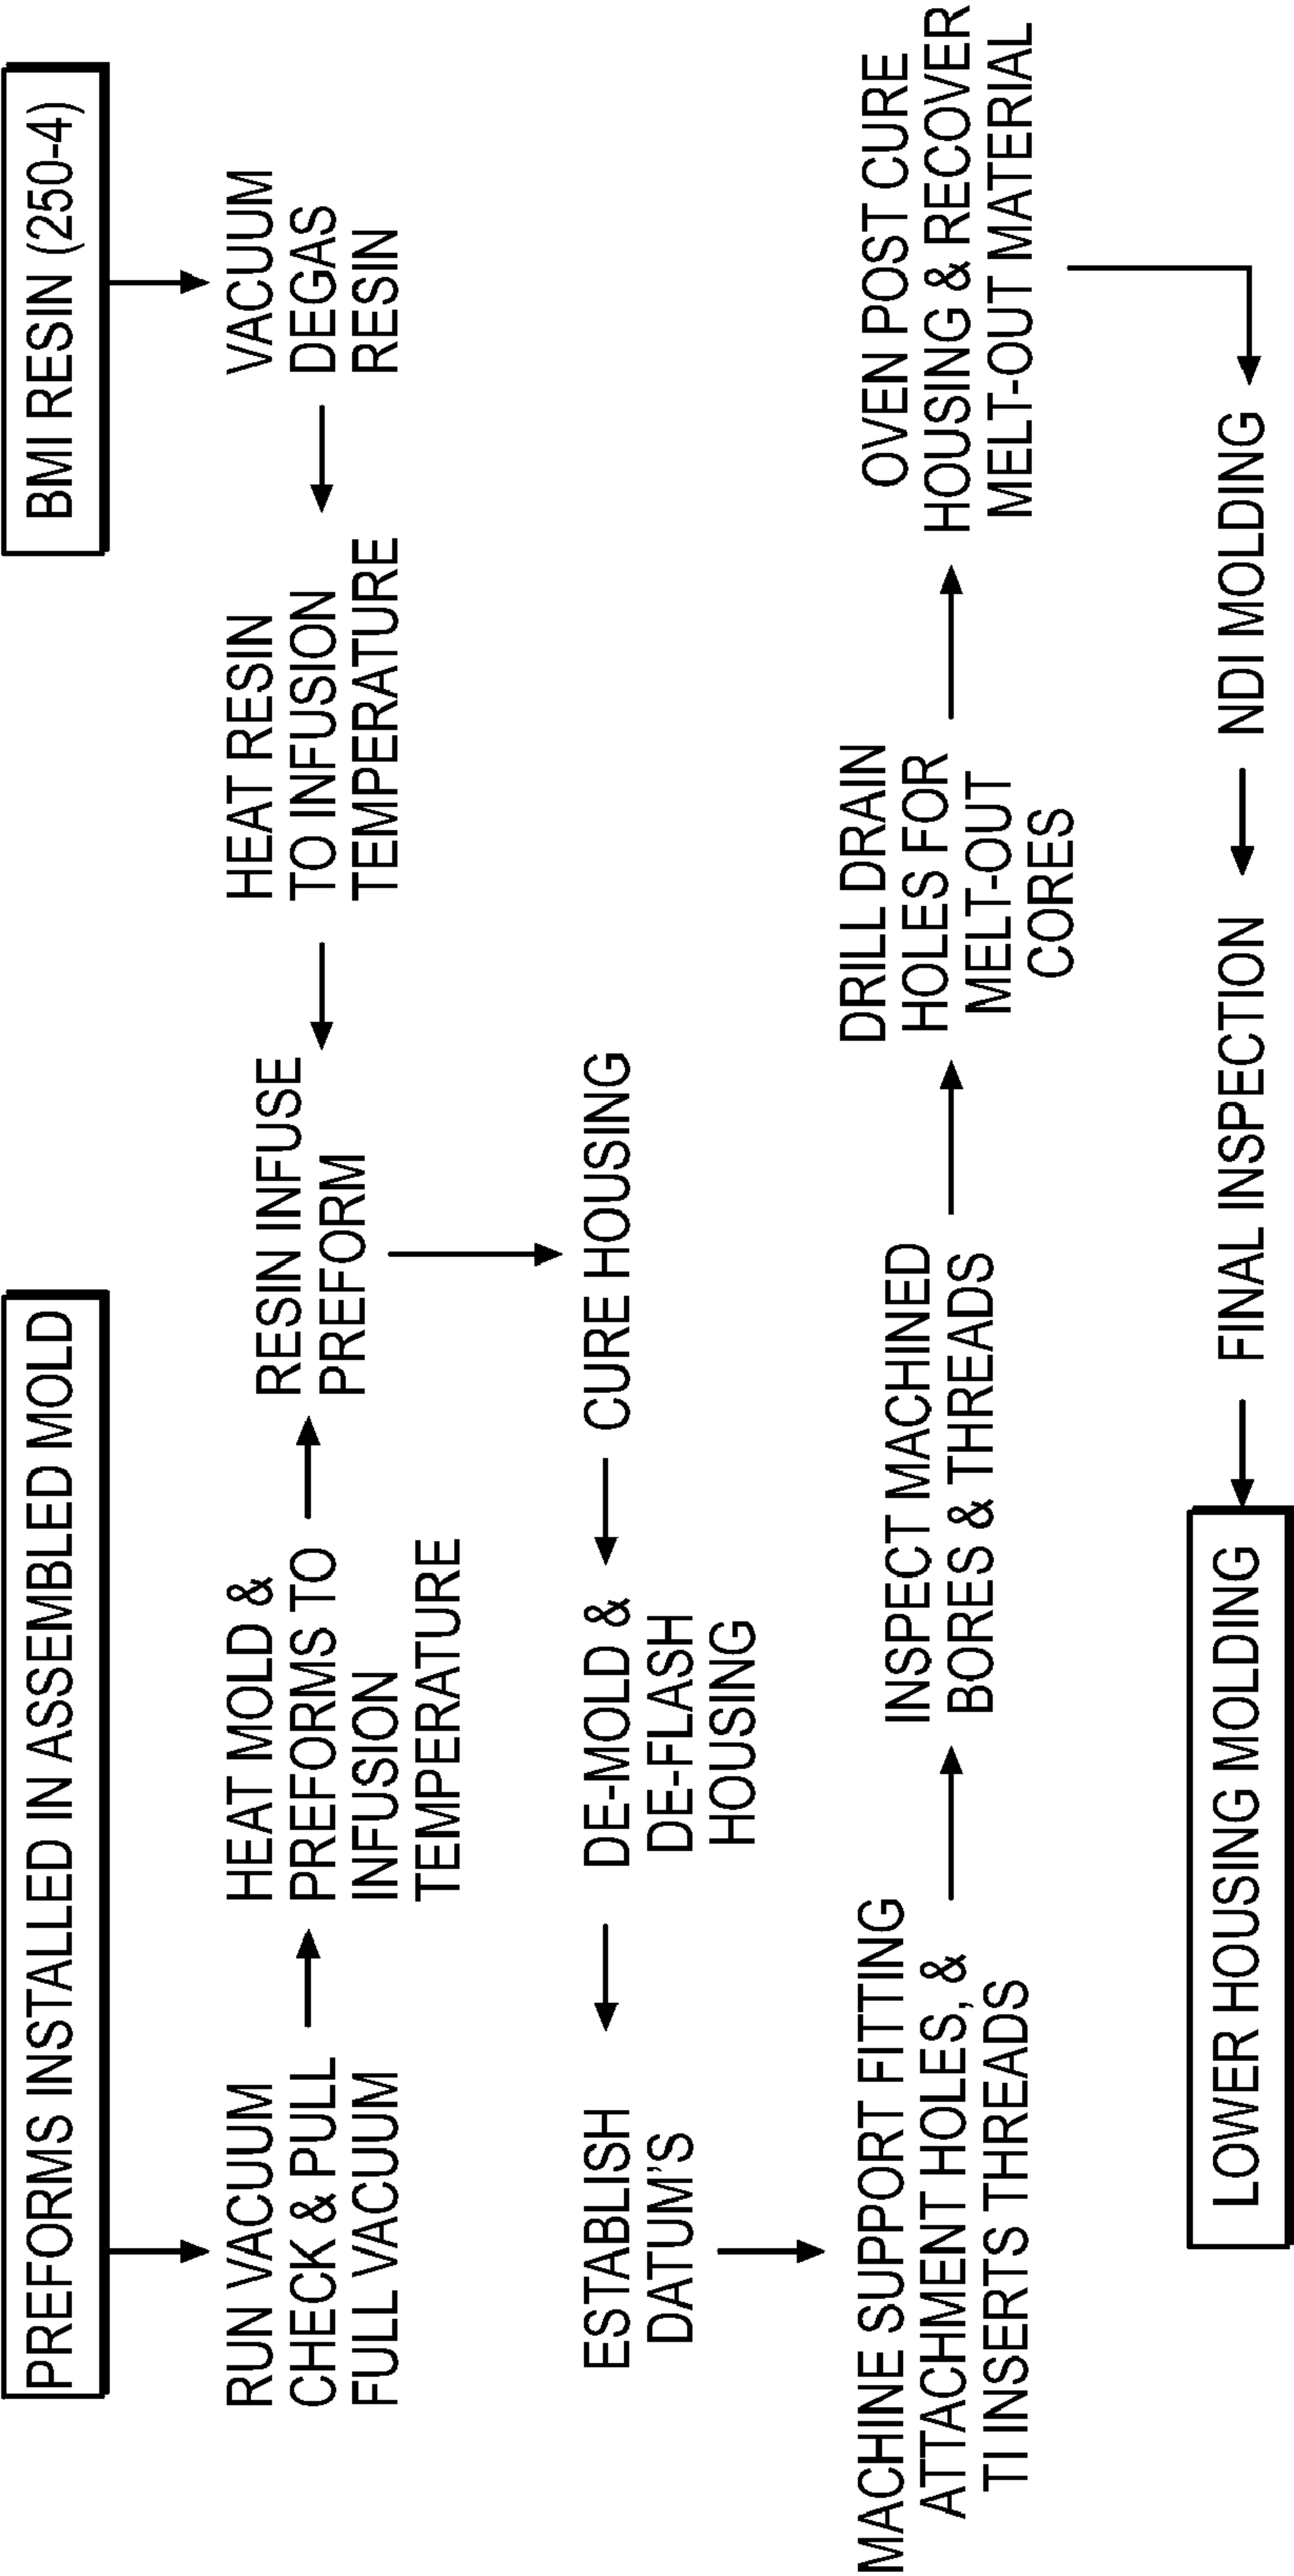 PREFORMS INSTALLED IN ASSEMBLED MOLD
BMI RESIN (250-4)
RUN VACUUM
CHECK & PULL
FULL VACUUM
HEAT MOLD &
PREFORMS TO
INFUSION
TEMPERATURE
RESIN INFUSE
PREFORM
HEAT RESIN
TO INFUSION
TEMPERATURE
VACUUM
DEGAS
RESIN
CURE HOUSING
DE-MOLD &
DE-FLASH
HOUSING
ESTABLISH
DATUM'S
MACHINE SUPPORT FITTING
ATTACHMENT HOLES, &
TI INSERTS THREADS
INSPECT MACHINED
BORES & THREADS
DRILL DRAIN
HOLES FOR
MELT-OUT
CORES
OVEN POST CURE
HOUSING & RECOVER
MELT-OUT MATERIAL
NDI MOLDING
FINAL INSPECTION
LOWER HOUSING MOLDING